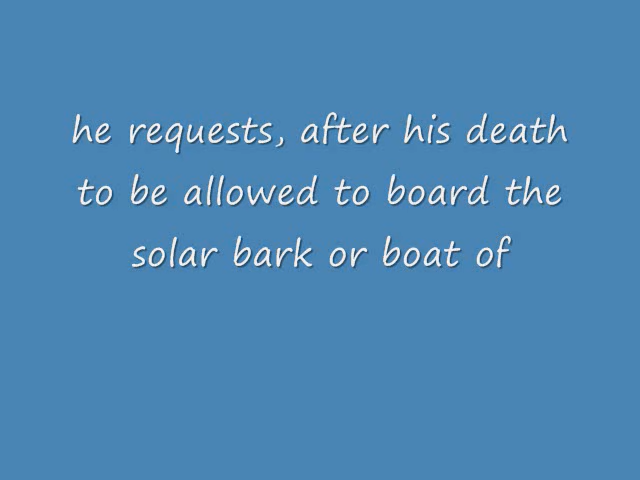 he requests, after his death
to be allowed to board the
solar bark or boat of